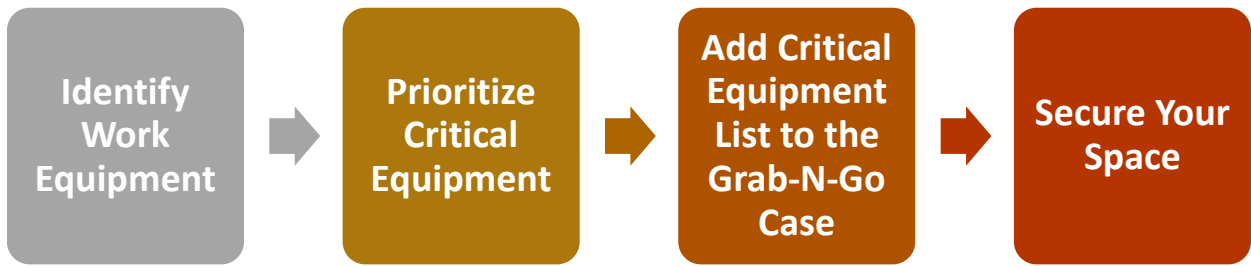 Identify
Work
Equipment
Prioritize
Critical
Equipment
Add Critical
Equipment
List to the
Grab-N-Go
Case
Secure Your
Space